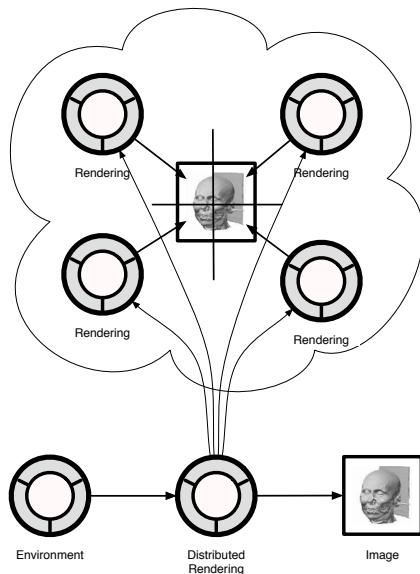 Rendering
Rendering
Rendering
Rendering
Environment
Distributed
Rendering
Image